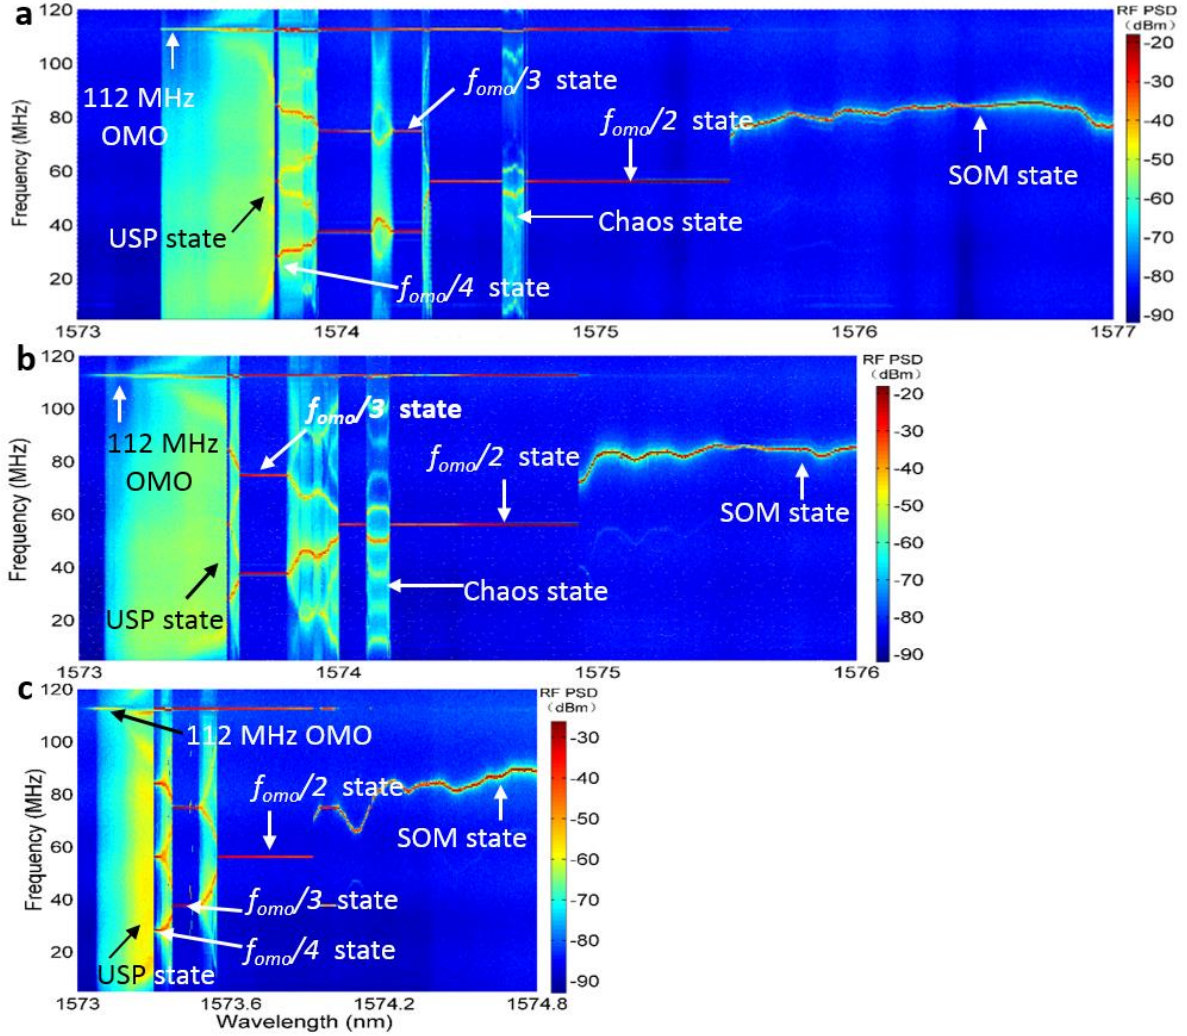 a
RF PSD
(dBm)
120
100
80
60
40
20
Frequency (MHz)
112 MHz
OMO
USP state
fomo/3 state
fomo/4 state
fomo/2 state
Chaos state
SOM state
-20
-30
-40
-50
-60
-70
-80
-90
1573
1574
1575
1576
1577
b
RF PSD
(dBm)
120
100
80
60
40
20
Frequency (MHz)
112 MHz
OMO
USP state
fomo/3 state
fomo/2 state
Chaos state
SOM state
-20
-30
-40
-50
-60
-70
-80
-90
1573
1574
1575
1576
c
RF PSD
(dBm)
120
100
80
60
40
20
Frequency (MHz)
112 MHz OMO
fomo/2 state
SOM state
fomo/3 state
fomo/4 state
USP state
-30
-40
-50
-60
-70
-80
-90
1573
1573.6
1574.2
1574.8
Wavelength (nm)